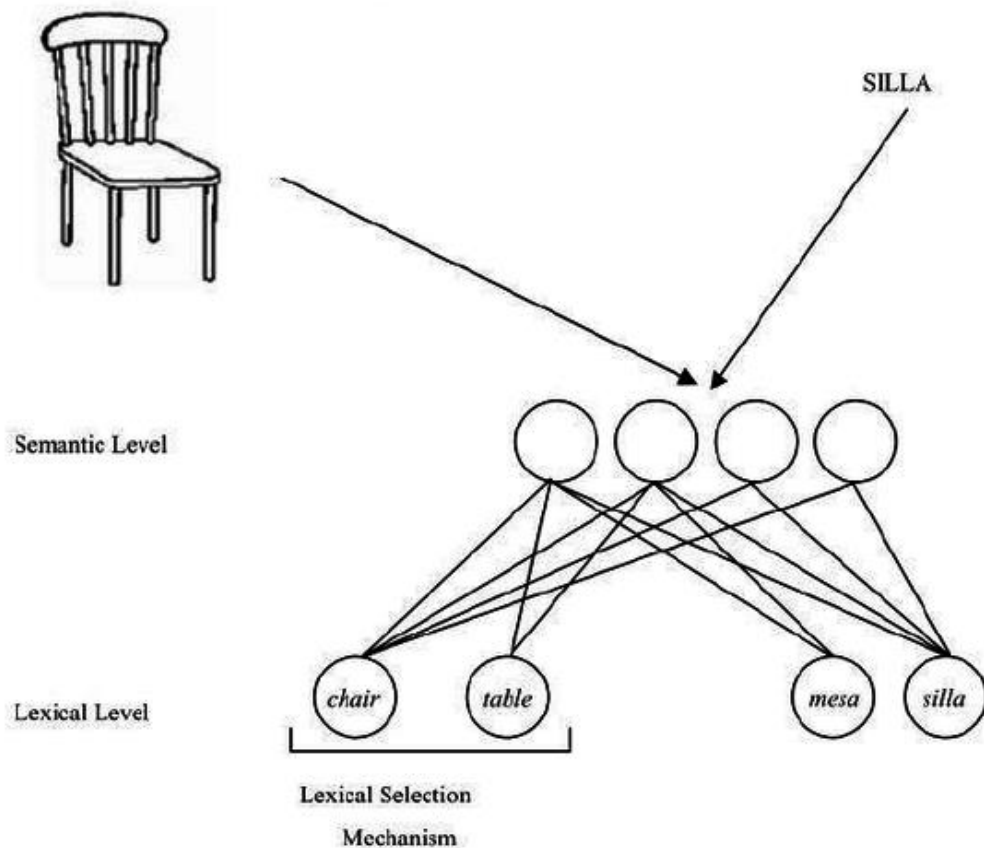 SILLA
Semantic Level
Lexical Level
chair
table
mesa
silla
Lexical Selection
Mechanism